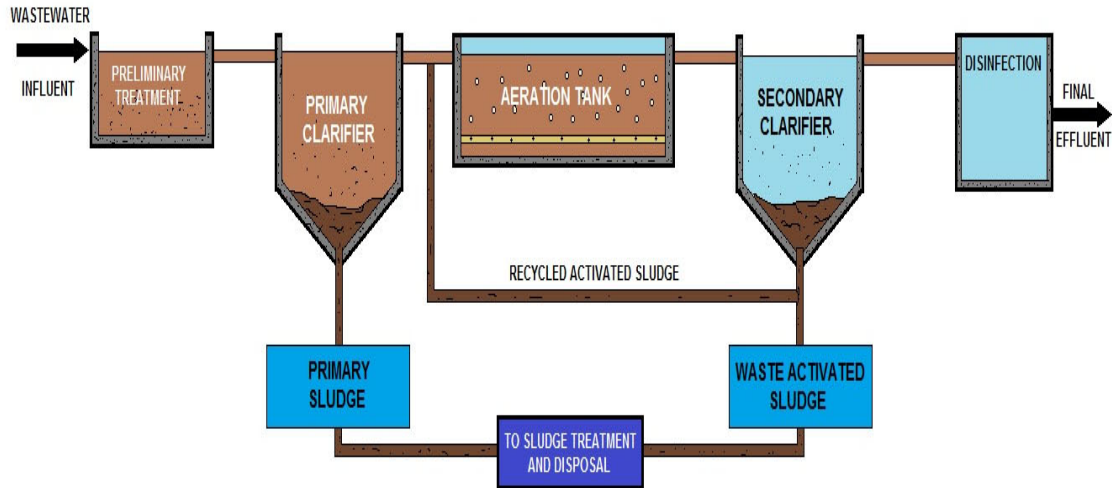 WASTEWATER
INFLUENT
PRELIMINARY
TREATMENT
PRIMARY
CLARIFIER
AERATION TANK
SECONDARY
CLARIFIER
DISINFECTION
FINAL
EFFLUENT
RECYCLED ACTIVATED SLUDGE
PRIMARY
SLUDGE
WASTE ACTIVATED
SLUDGE
TO SLUDGE TREATMENT
AND DISPOSAL